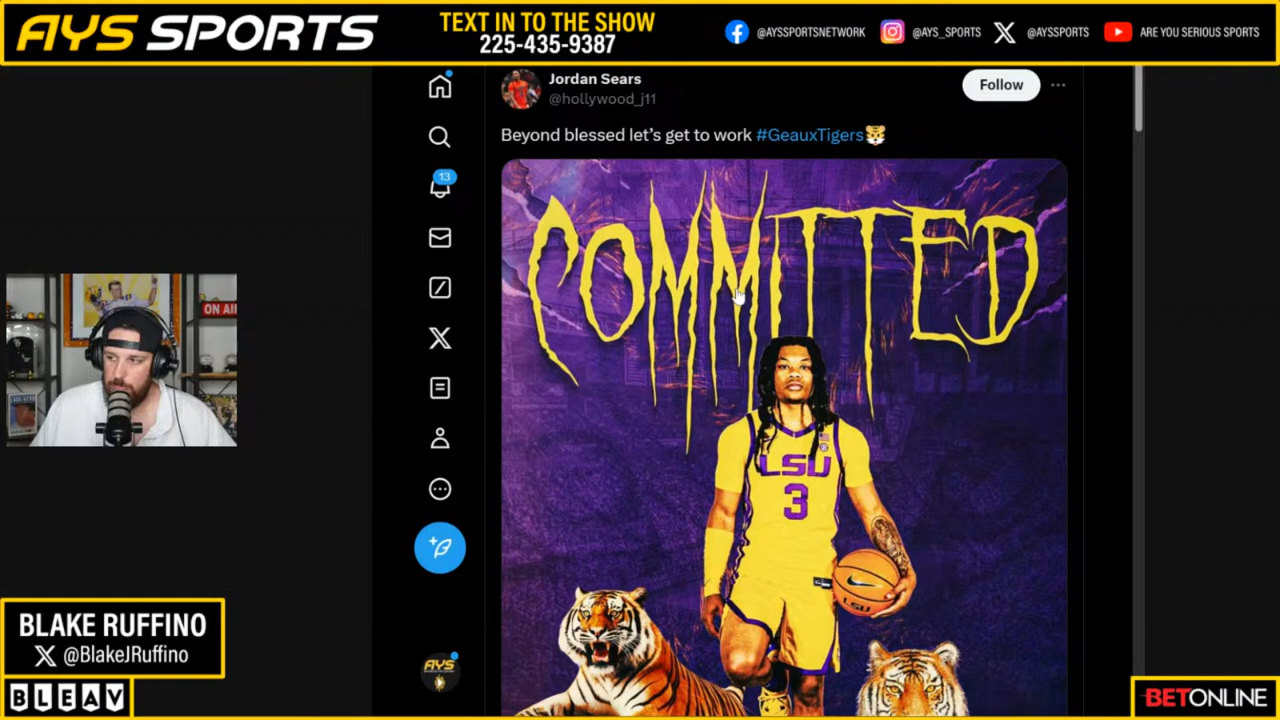 AYS SPORTS
TEXT IN TO THE SHOW
225-435-9387
@AYSSPORTSNETWORK
@AYS_SPORTS
@AYSSPORTS
ARE YOU SERIOUS SPORTS
Jordan Sears
@hollywood_j11
Follow
Beyond blessed let's get to work #GeauxTigers🐯
13
COMMITTED
ON AIR
LSU
3
LSU
AYS
BLAKE RUFFINO
@BlakeJRuffino
BLEAV
BETONLINE